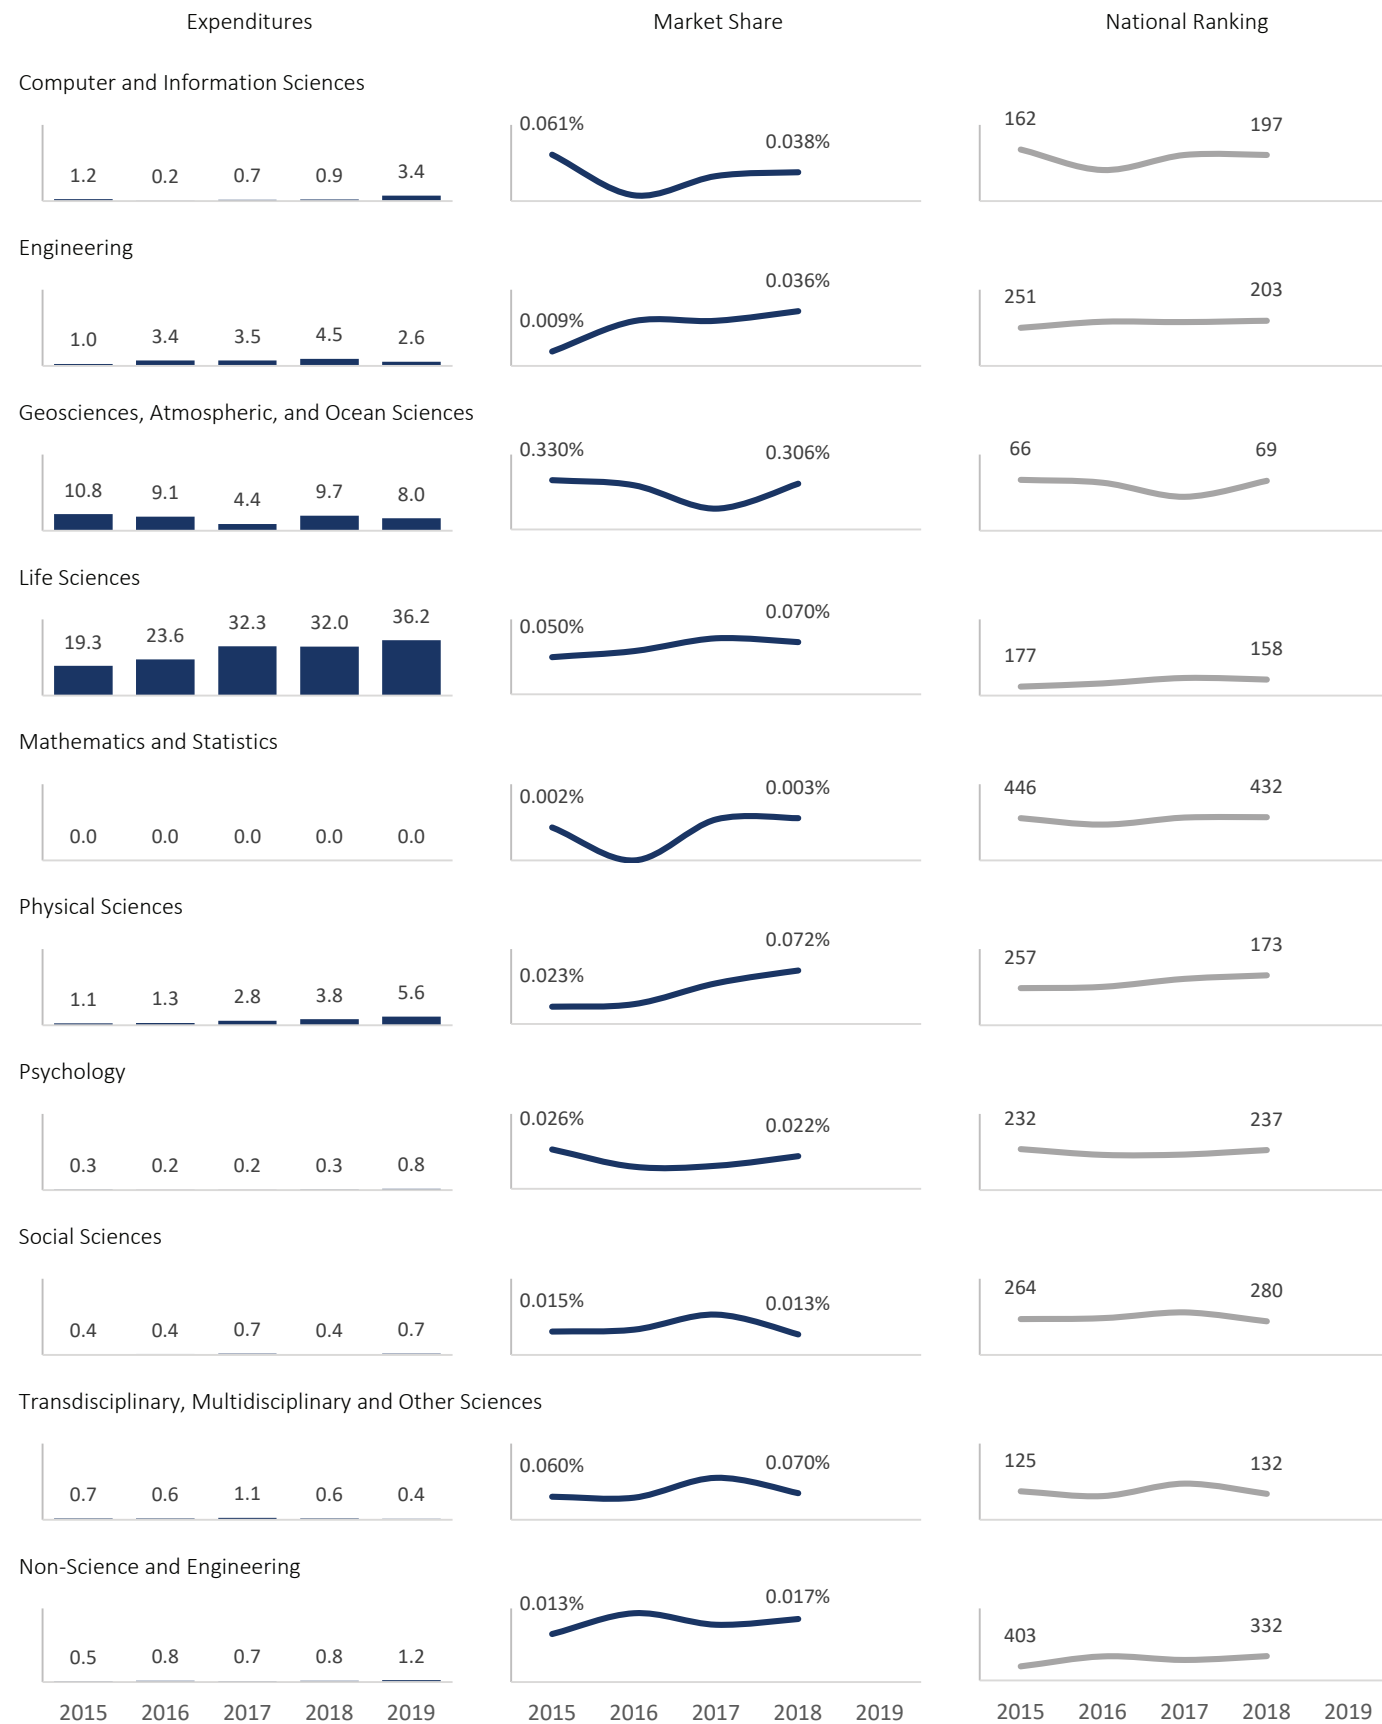 Expenditures Market Share National Ranking
Computer and Information Sciences
1.2 0.2 0.7 0.9 3.4 0.061% 0.038% 162 197
Engineering
1.0 3.4 3.5 4.5 2.6 0.009% 0.036% 251 203
Geosciences, Atmospheric, and Ocean Sciences
10.8 9.1 4.4 9.7 8.0 0.330% 0.306% 66 69
Life Sciences
19.3 23.6 32.3 32.0 36.2 0.050% 0.070% 177 158
Mathematics and Statistics
0.0 0.0 0.0 0.0 0.0 0.002% 0.003% 446 432
Physical Sciences
1.1 1.3 2.8 3.8 5.6 0.023% 0.072% 257 173
Psychology
0.3 0.2 0.2 0.3 0.8 0.026% 0.022% 232 237
Social Sciences
0.4 0.4 0.7 0.4 0.7 0.015% 0.013% 264 280
Transdisciplinary, Multidisciplinary and Other Sciences
0.7 0.6 1.1 0.6 0.4 0.060% 0.070% 125 132
Non-Science and Engineering
0.5 0.8 0.7 0.8 1.2 0.013% 0.017% 403 332
2015 2016 2017 2018 2019 2015 2016 2017 2018 2019 2015 2016 2017 2018 2019